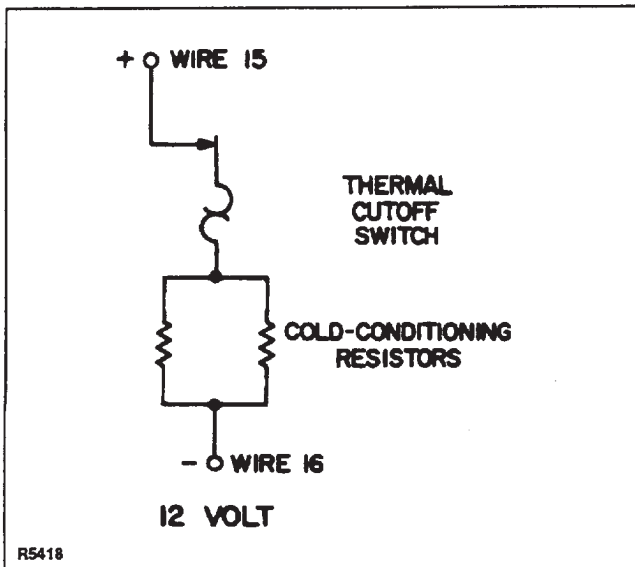 + WIRE 15
THERMAL
CUTOFF
SWITCH
COLD-CONDITIONING
RESISTORS
- WIRE 16
12 VOLT
R5418